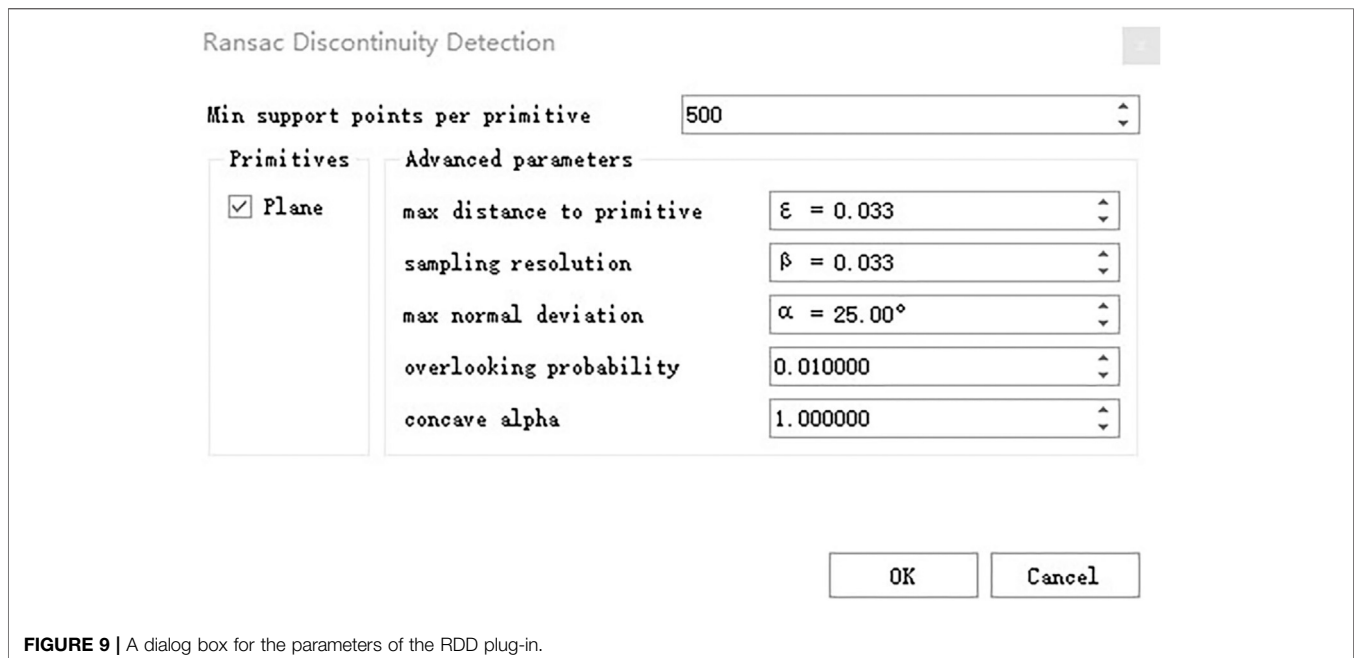 Ransac Discontinuity Detection
x
Min support points per primitive 500
Primitives
Plane
Advanced parameters
max distance to primitive ε = 0.033
sampling resolution β = 0.033
max normal deviation α = 25.00°
overlooking probability 0.010000
concave alpha 1.000000
OK Cancel
FIGURE 9 | A dialog box for the parameters of the RDD plug-in.